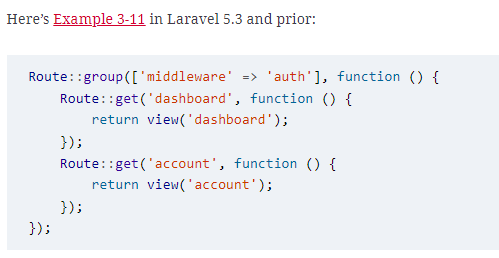 Here’s Example 3-11 in Laravel 5.3 and prior:
Route::group(['middleware' => 'auth'], function () {
    Route::get('dashboard', function () {
        return view('dashboard');
    });
    Route::get('account', function () {
        return view('account');
    });
});